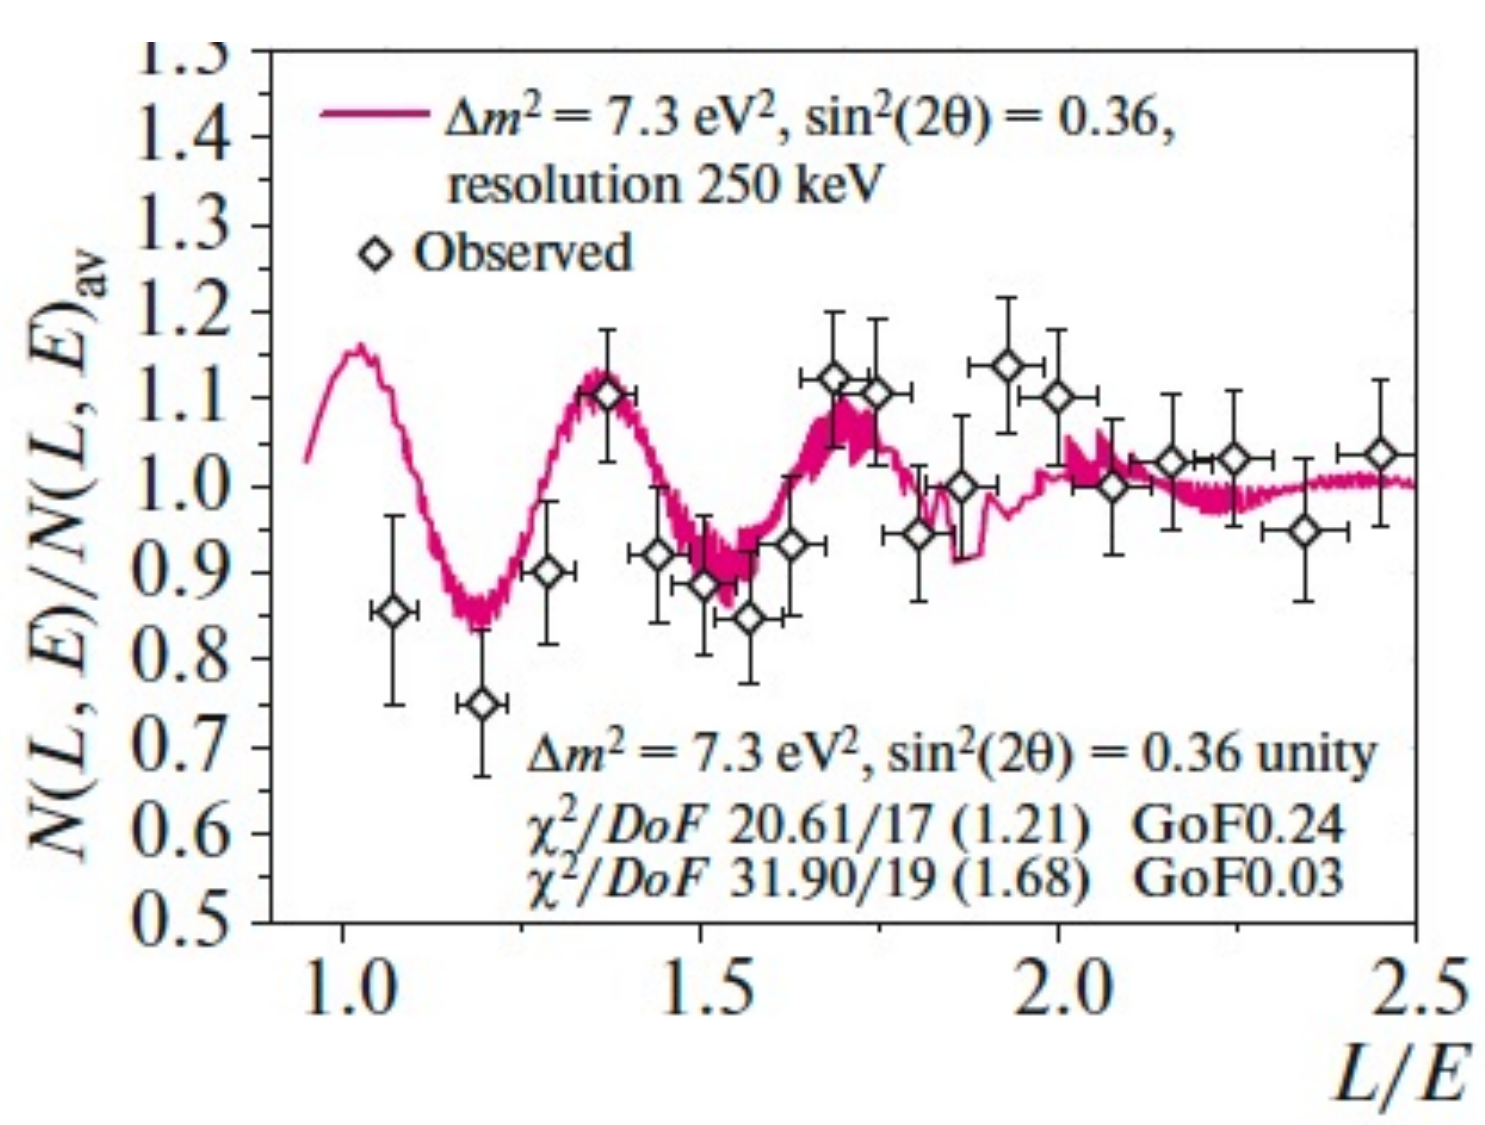 1.5
1.4
1.3
1.2
1.1
1.0
0.9
0.8
0.7
0.6
0.5
N(L, E)/N(L, E)av
Δm² = 7.3 eV², sin²(2θ) = 0.36,
resolution 250 keV
Observed
Δm² = 7.3 eV², sin²(2θ) = 0.36 unity
χ²/DoF 20.61/17 (1.21) GoF0.24
χ²/DoF 31.90/19 (1.68) GoF0.03
1.0 1.5 2.0 2.5
L/E